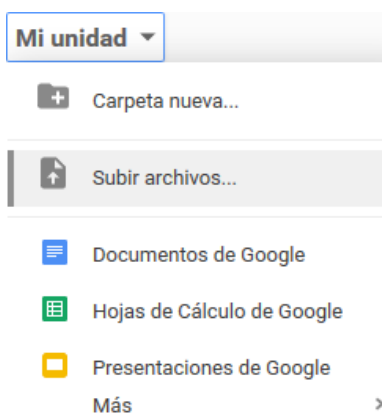 Mi unidad
Carpeta nueva...
Subir archivos...
Documentos de Google
Hojas de Cálculo de Google
Presentaciones de Google
Más